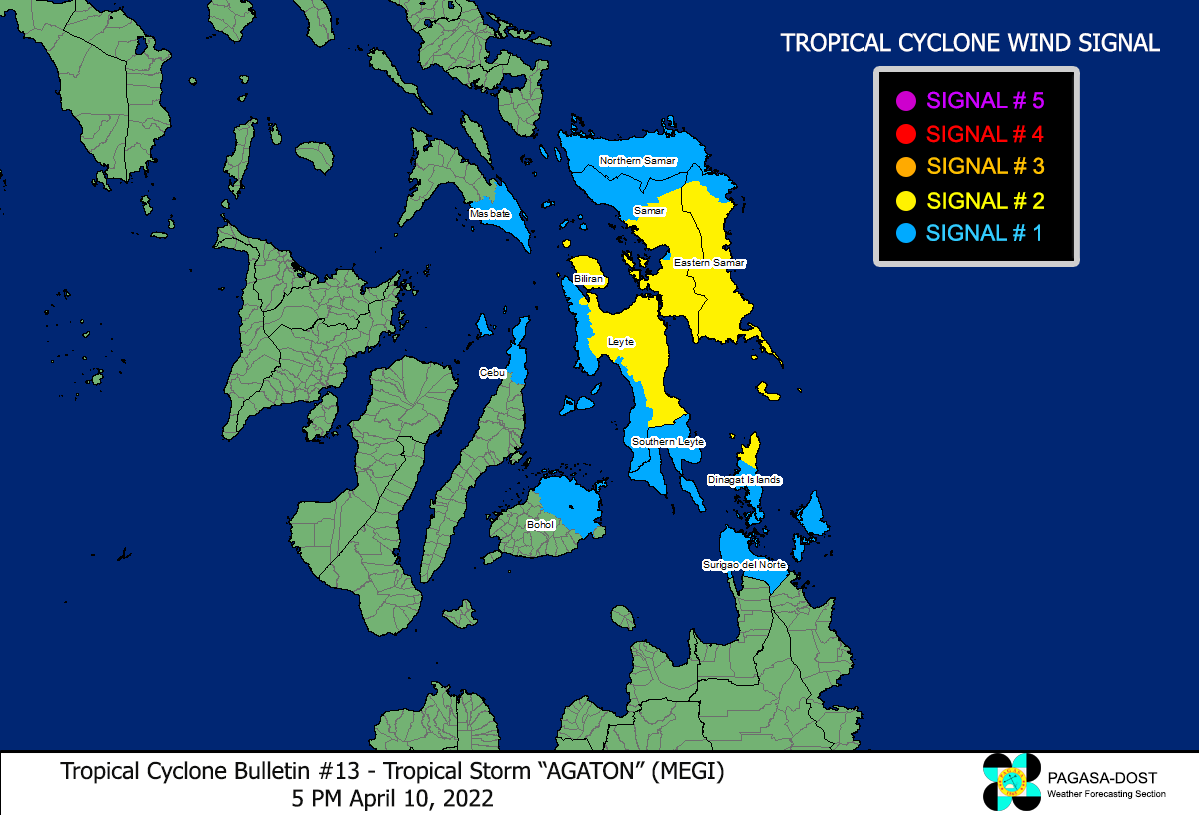 TROPICAL CYCLONE WIND SIGNAL
SIGNAL # 5
SIGNAL # 4
SIGNAL # 3
SIGNAL # 2
SIGNAL # 1
Northern Samar
Samar
Masbate
Eastern Samar
Biliran
Leyte
Cebu
Southern Leyte
Dinagat Islands
Bohol
Surigao del Norte
Tropical Cyclone Bulletin #13 - Tropical Storm “AGATON” (MEGI)
5 PM April 10, 2022
PAGASA-DOST
Weather Forecasting Section